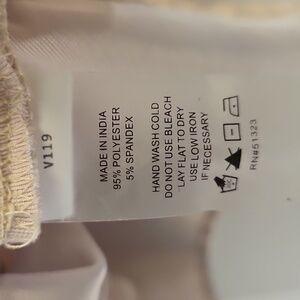 V119
MADE IN INDIA
95% POLYESTER
5% SPANDEX
HAND WASH COLD
DO NOT USE BLEACH
LAY FLAT TO DRY
USE LOW IRON
IF NECESSARY
RN#51323